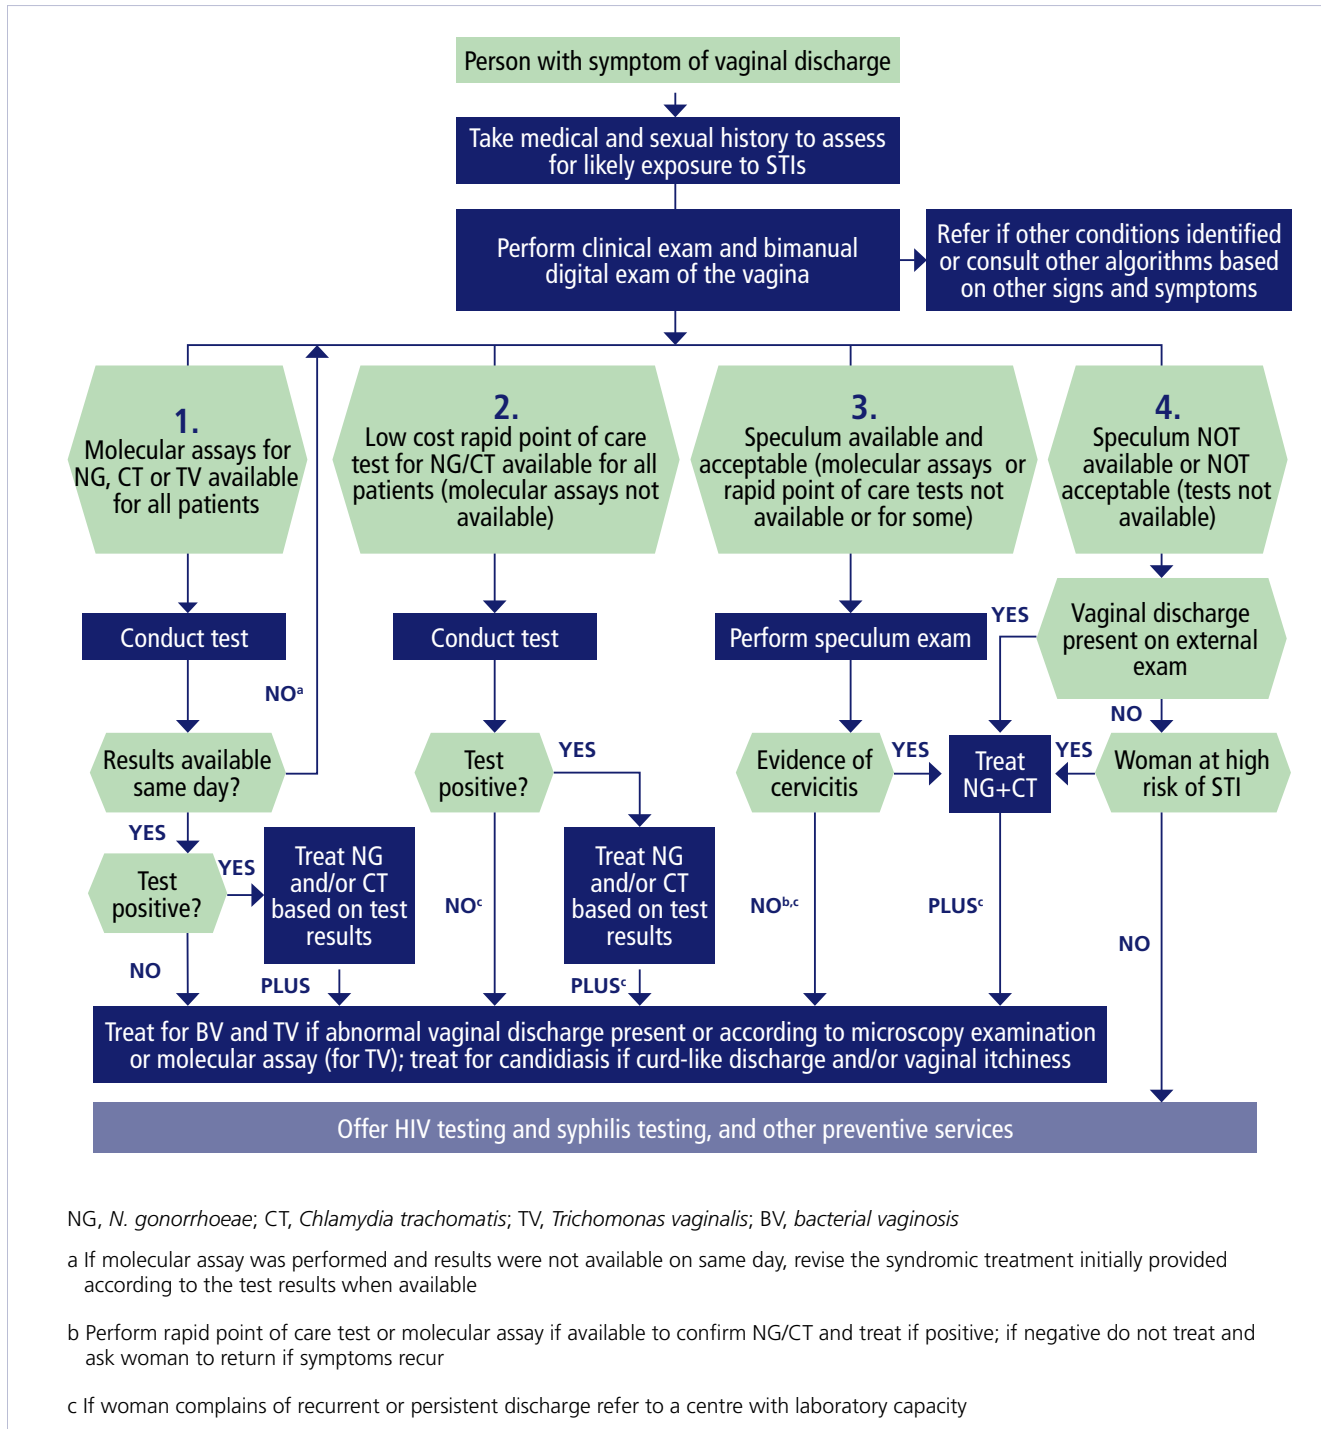 Person with symptom of vaginal discharge
Take medical and sexual history to assess
for likely exposure to STIs
Perform clinical exam and bimanual
digital exam of the vagina
Refer if other conditions identified
or consult other algorithms based
on other signs and symptoms
1.
Molecular assays for
NG, CT or TV available
for all patients
2.
Low cost rapid point of care
test for NG/CT available for all
patients (molecular assays not
available)
3.
Speculum available and
acceptable (molecular assays or
rapid point of care tests not
available or for some)
4.
Speculum NOT
available or NOT
acceptable (tests not
available)
Conduct test
Conduct test
Perform speculum exam
YES
Vaginal discharge
present on external
exam
NOᵃ
NO
Results available
same day?
Test
positive?
YES
Evidence of
cervicitis
YES
Treat
NG+CT
YES
Woman at high
risk of STI
YES
Test
positive?
YES
Treat NG
and/or CT
based on test
results
NOᶜ
Treat NG
and/or CT
based on test
results
NOᵇ,ᶜ
PLUSᶜ
NO
NO
PLUS
PLUSᶜ
Treat for BV and TV if abnormal vaginal discharge present or according to microscopy examination
or molecular assay (for TV); treat for candidiasis if curd-like discharge and/or vaginal itchiness
Offer HIV testing and syphilis testing, and other preventive services
NG, N. gonorrhoeae; CT, Chlamydia trachomatis; TV, Trichomonas vaginalis; BV, bacterial vaginosis
a If molecular assay was performed and results were not available on same day, revise the syndromic treatment initially provided
according to the test results when available
b Perform rapid point of care test or molecular assay if available to confirm NG/CT and treat if positive; if negative do not treat and
ask woman to return if symptoms recur
c If woman complains of recurrent or persistent discharge refer to a centre with laboratory capacity